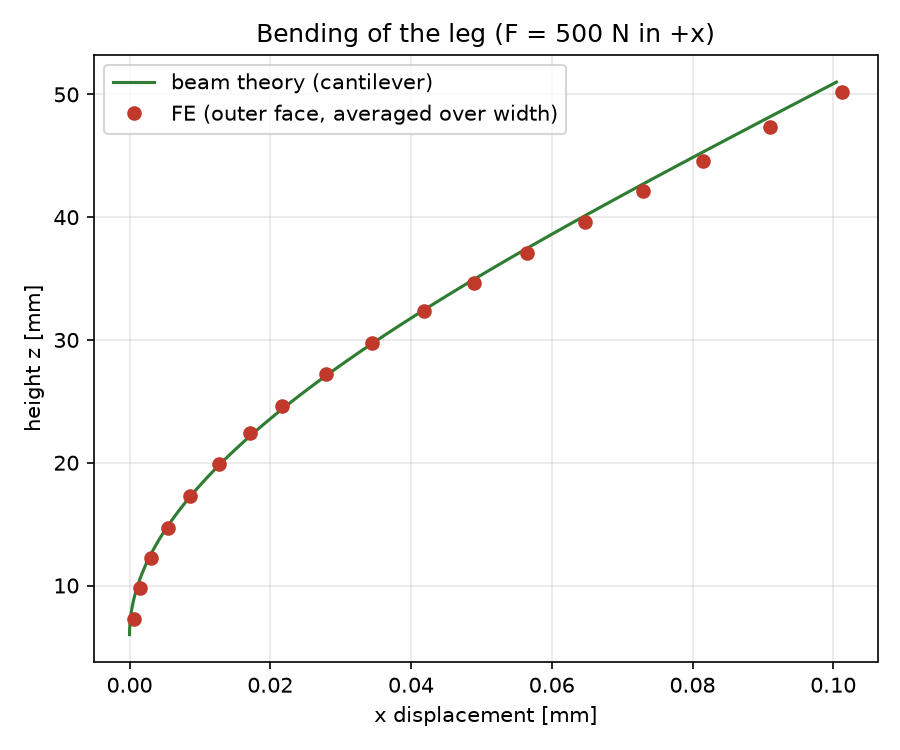 Bending of the leg (F = 500 N in +x)
beam theory (cantilever)
FE (outer face, averaged over width)
50
40
30
20
10
height z [mm]
0.00 0.02 0.04 0.06 0.08 0.10
x displacement [mm]